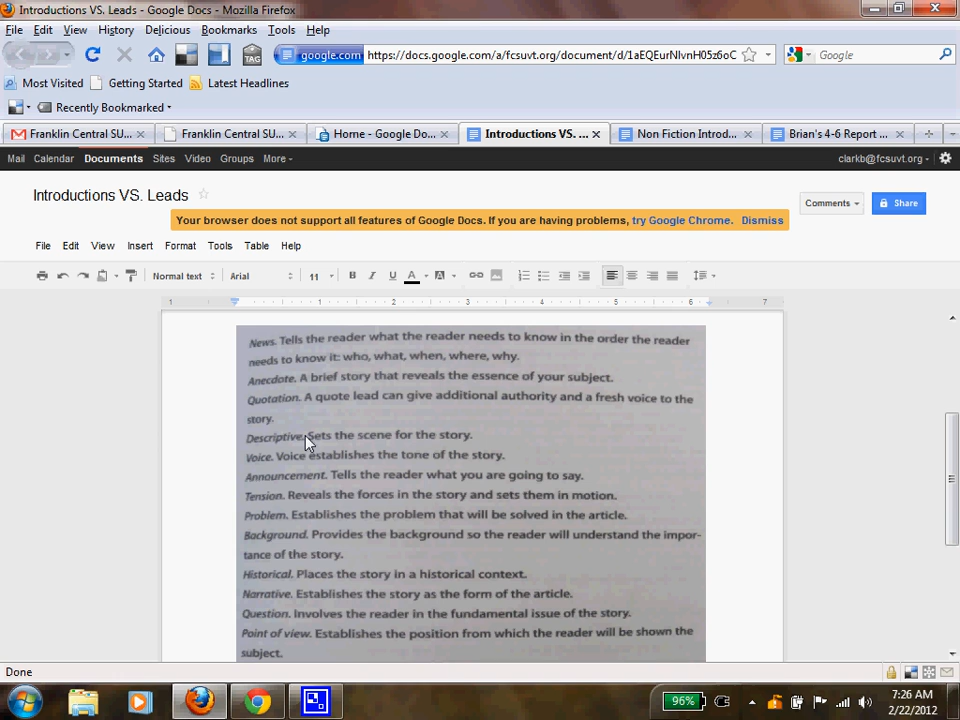 Introductions VS. Leads - Google Docs - Mozilla Firefox
File Edit View History Delicious Bookmarks Tools Help
google.com https://docs.google.com/a/fcsuvt.org/document/d/1aEQEurNlvnH05z6oC Google
Most Visited Getting Started Latest Headlines
Recently Bookmarked
Franklin Central SU... Franklin Central SU... Home - Google Do... Introductions VS. ... Non Fiction Introd... Brian's 4-6 Report ...
Mail Calendar Documents Sites Video Groups More clarkb@fcsuvt.org
Introductions VS. Leads Comments Share
Your browser does not support all features of Google Docs. If you are having problems, try Google Chrome. Dismiss
File Edit View Insert Format Tools Table Help
Normal text Arial 11 B I U A A
1 1 2 3 4 5 6 7
News. Tells the reader what the reader needs to know in the order the reader
needs to know it: who, what, when, where, why.
Anecdote. A brief story that reveals the essence of your subject.
Quotation. A quote lead can give additional authority and a fresh voice to the
story.
Descriptive. Sets the scene for the story.
Voice. Voice establishes the tone of the story.
Announcement. Tells the reader what you are going to say.
Tension. Reveals the forces in the story and sets them in motion.
Problem. Establishes the problem that will be solved in the article.
Background. Provides the background so the reader will understand the impor-
tance of the story.
Historical. Places the story in a historical context.
Narrative. Establishes the story as the form of the article.
Question. Involves the reader in the fundamental issue of the story.
Point of view. Establishes the position from which the reader will be shown the
subject.
Done
96% 7:26 AM
2/22/2012